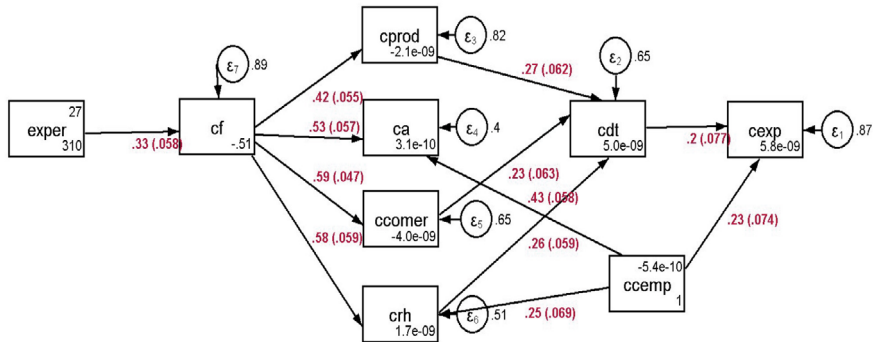 cprod
-2.1e-09
ε3
.82
ε2
.65
ε7
.89
.27 (.062)
.42 (.055)
27
exper
310
.33 (.058)
cf
-.51
.53 (.057)
ca
3.1e-10
ε4
.4
cdt
5.0e-09
.2 (.077)
cexp
5.8e-09
ε1
.87
.59 (.047)
.23 (.063)
.43 (.058)
ccomer
-4.0e-09
ε5
.65
.23 (.074)
.58 (.059)
.26 (.059)
-5.4e-10
ccemp
1
crh
1.7e-09
ε6
.51
.25 (.069)